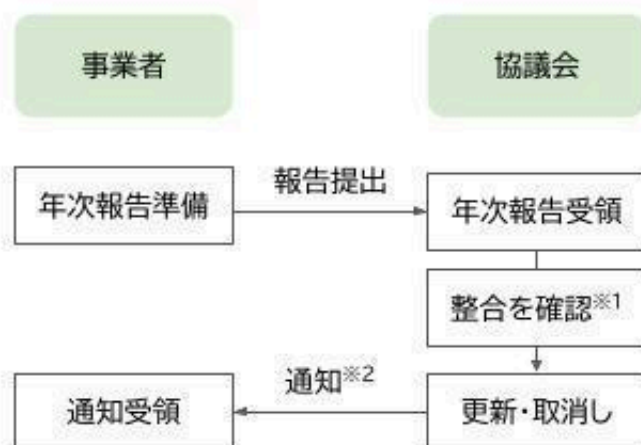 事業者
協議会
年次報告準備
報告提出
年次報告受領
整合を確認※1
通知受領
通知※2
更新・取消し